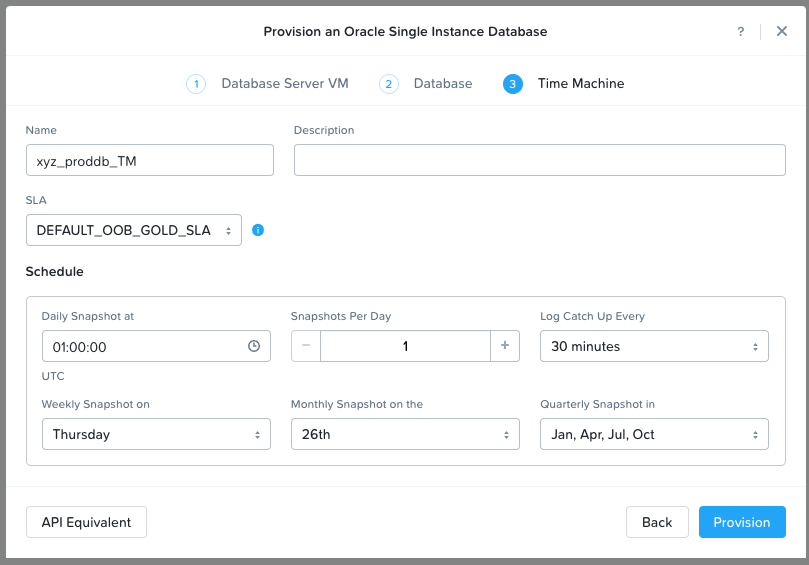 Provision an Oracle Single Instance Database
?
1 Database Server VM 2 Database 3 Time Machine
Name Description
xyz_proddb_TM
SLA
DEFAULT_OOB_GOLD_SLA i
Schedule
Daily Snapshot at Snapshots Per Day Log Catch Up Every
01:00:00 − 1 + 30 minutes
UTC
Weekly Snapshot on Monthly Snapshot on the Quarterly Snapshot in
Thursday 26th Jan, Apr, Jul, Oct
API Equivalent Back Provision